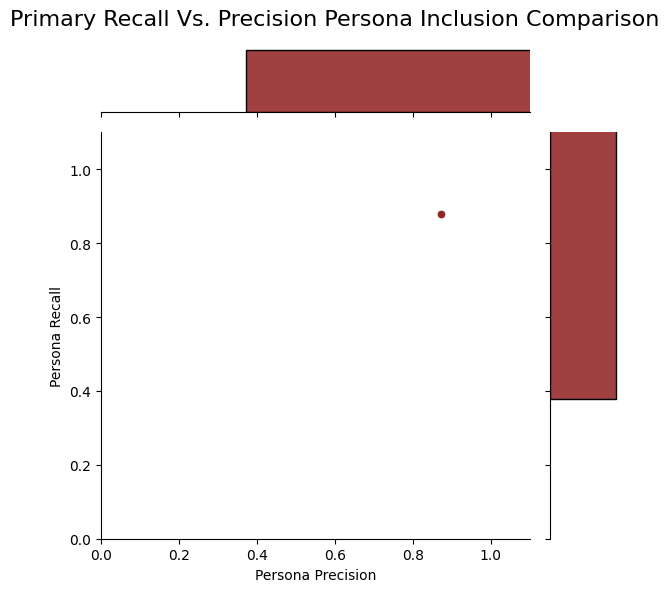 Primary Recall Vs. Precision Persona Inclusion Comparison
1.0
0.8
0.6
0.4
0.2
0.0
Persona Recall
0.0 0.2 0.4 0.6 0.8 1.0
Persona Precision